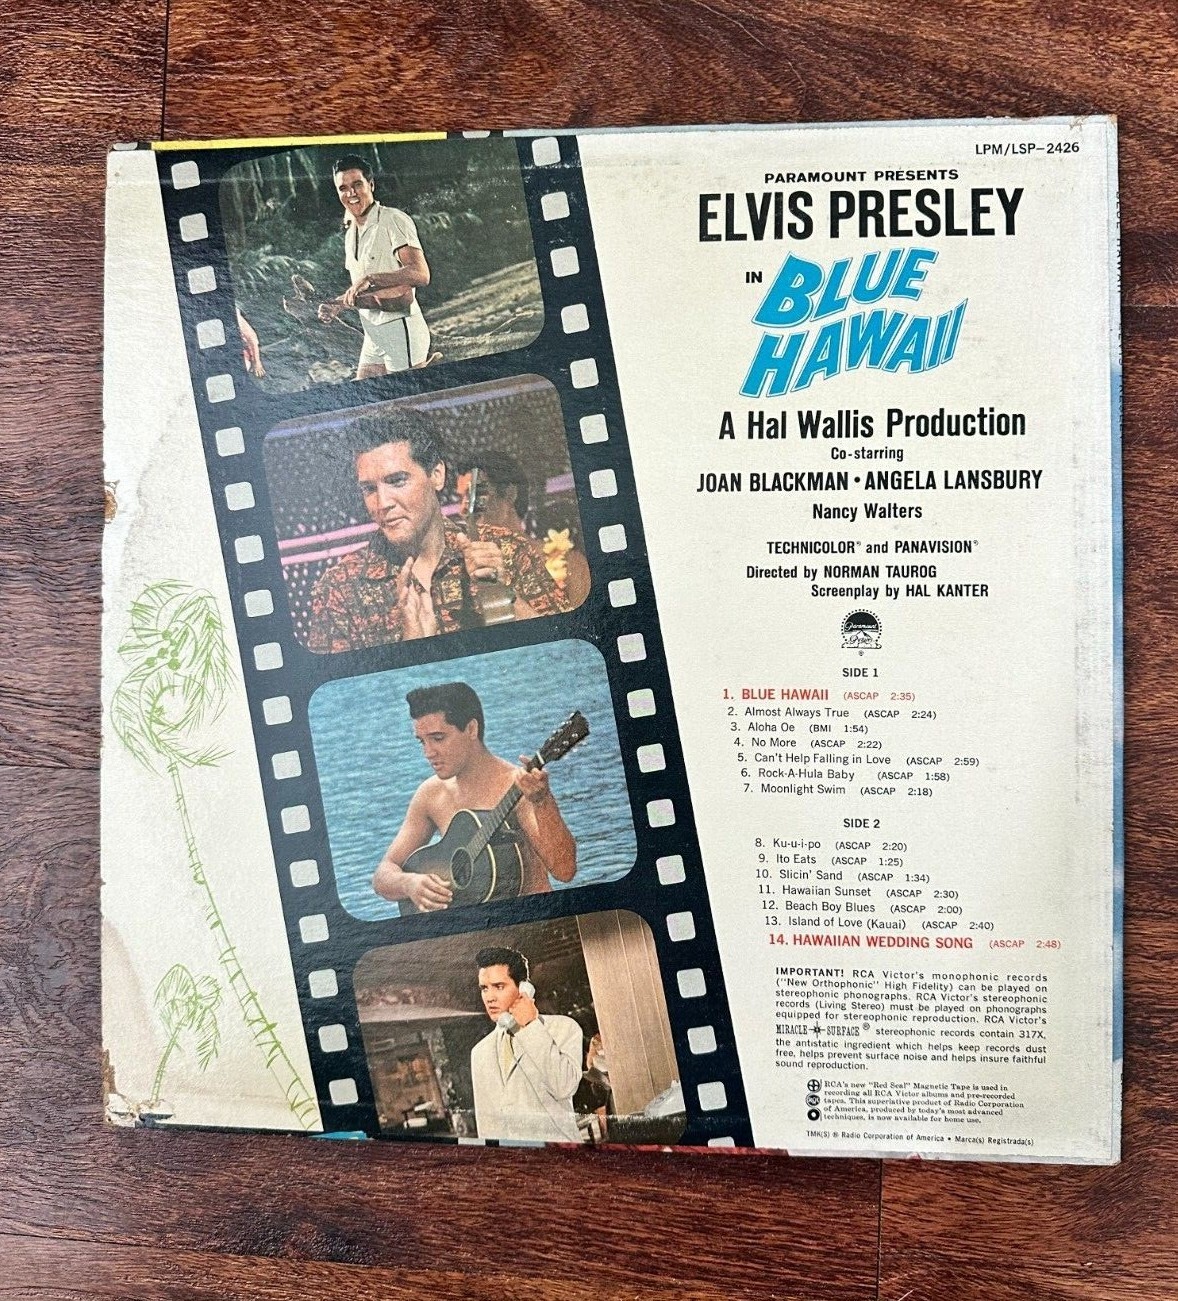 LPM/LSP–2426
PARAMOUNT PRESENTS
ELVIS PRESLEY
IN BLUE
HAWAII
A Hal Wallis Production
Co-starring
JOAN BLACKMAN • ANGELA LANSBURY
Nancy Walters
TECHNICOLOR® and PANAVISION®
Directed by NORMAN TAUROG
Screenplay by HAL KANTER
Paramount
®
SIDE 1
1. BLUE HAWAII (ASCAP 2:35)
2. Almost Always True (ASCAP 2:24)
3. Aloha Oe (BMI 1:54)
4. No More (ASCAP 2:22)
5. Can't Help Falling in Love (ASCAP 2:59)
6. Rock-A-Hula Baby (ASCAP 1:58)
7. Moonlight Swim (ASCAP 2:18)
SIDE 2
8. Ku-u-i-po (ASCAP 2:20)
9. Ito Eats (ASCAP 1:25)
10. Slicin' Sand (ASCAP 1:34)
11. Hawaiian Sunset (ASCAP 2:30)
12. Beach Boy Blues (ASCAP 2:00)
13. Island of Love (Kauai) (ASCAP 2:40)
14. HAWAIIAN WEDDING SONG (ASCAP 2:48)
IMPORTANT! RCA Victor's monophonic records
("New Orthophonic" High Fidelity) can be played on
stereophonic phonographs. RCA Victor's stereophonic
records (Living Stereo) must be played on phonographs
equipped for stereophonic reproduction. RCA Victor's
MIRACLE SURFACE® stereophonic records contain 317X,
the antistatic ingredient which helps keep records dust
free, helps prevent surface noise and helps insure faithful
sound reproduction.
RCA's new "Red Seal" Magnetic Tape is used in
recording all RCA Victor albums and pre-recorded
tapes. This superlative product of Radio Corporation
of America, produced by today's most advanced
techniques, is now available for home use.
TMK(S) ® Radio Corporation of America • Marca(s) Registrada(s)